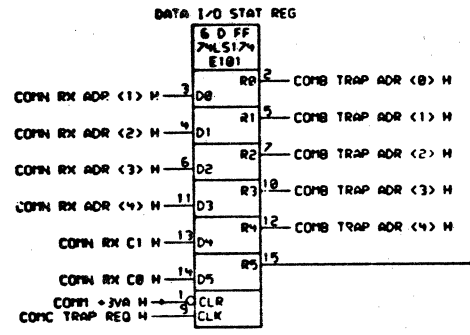 DATA I/O STAT REG
6 D FF
74LS174
E101
R0 2 COMB TRAP ADR <0> H
COMN RX ADR <1> H 3 D0
R1 5 COMB TRAP ADR <1> H
COMN RX ADR <2> H 4 D1
R2 7 COMB TRAP ADR <2> H
COMN RX ADR <3> H 6 D2
R3 10 COMB TRAP ADR <3> H
COMN RX ADR <4> H 11 D3
R4 12 COMB TRAP ADR <4> H
COMN RX C1 H 13 D4
R5 15
COMN RX C0 H 14 D5
COMM +3VA H 1 CLR
COMC TRAP REQ H 9 CLK